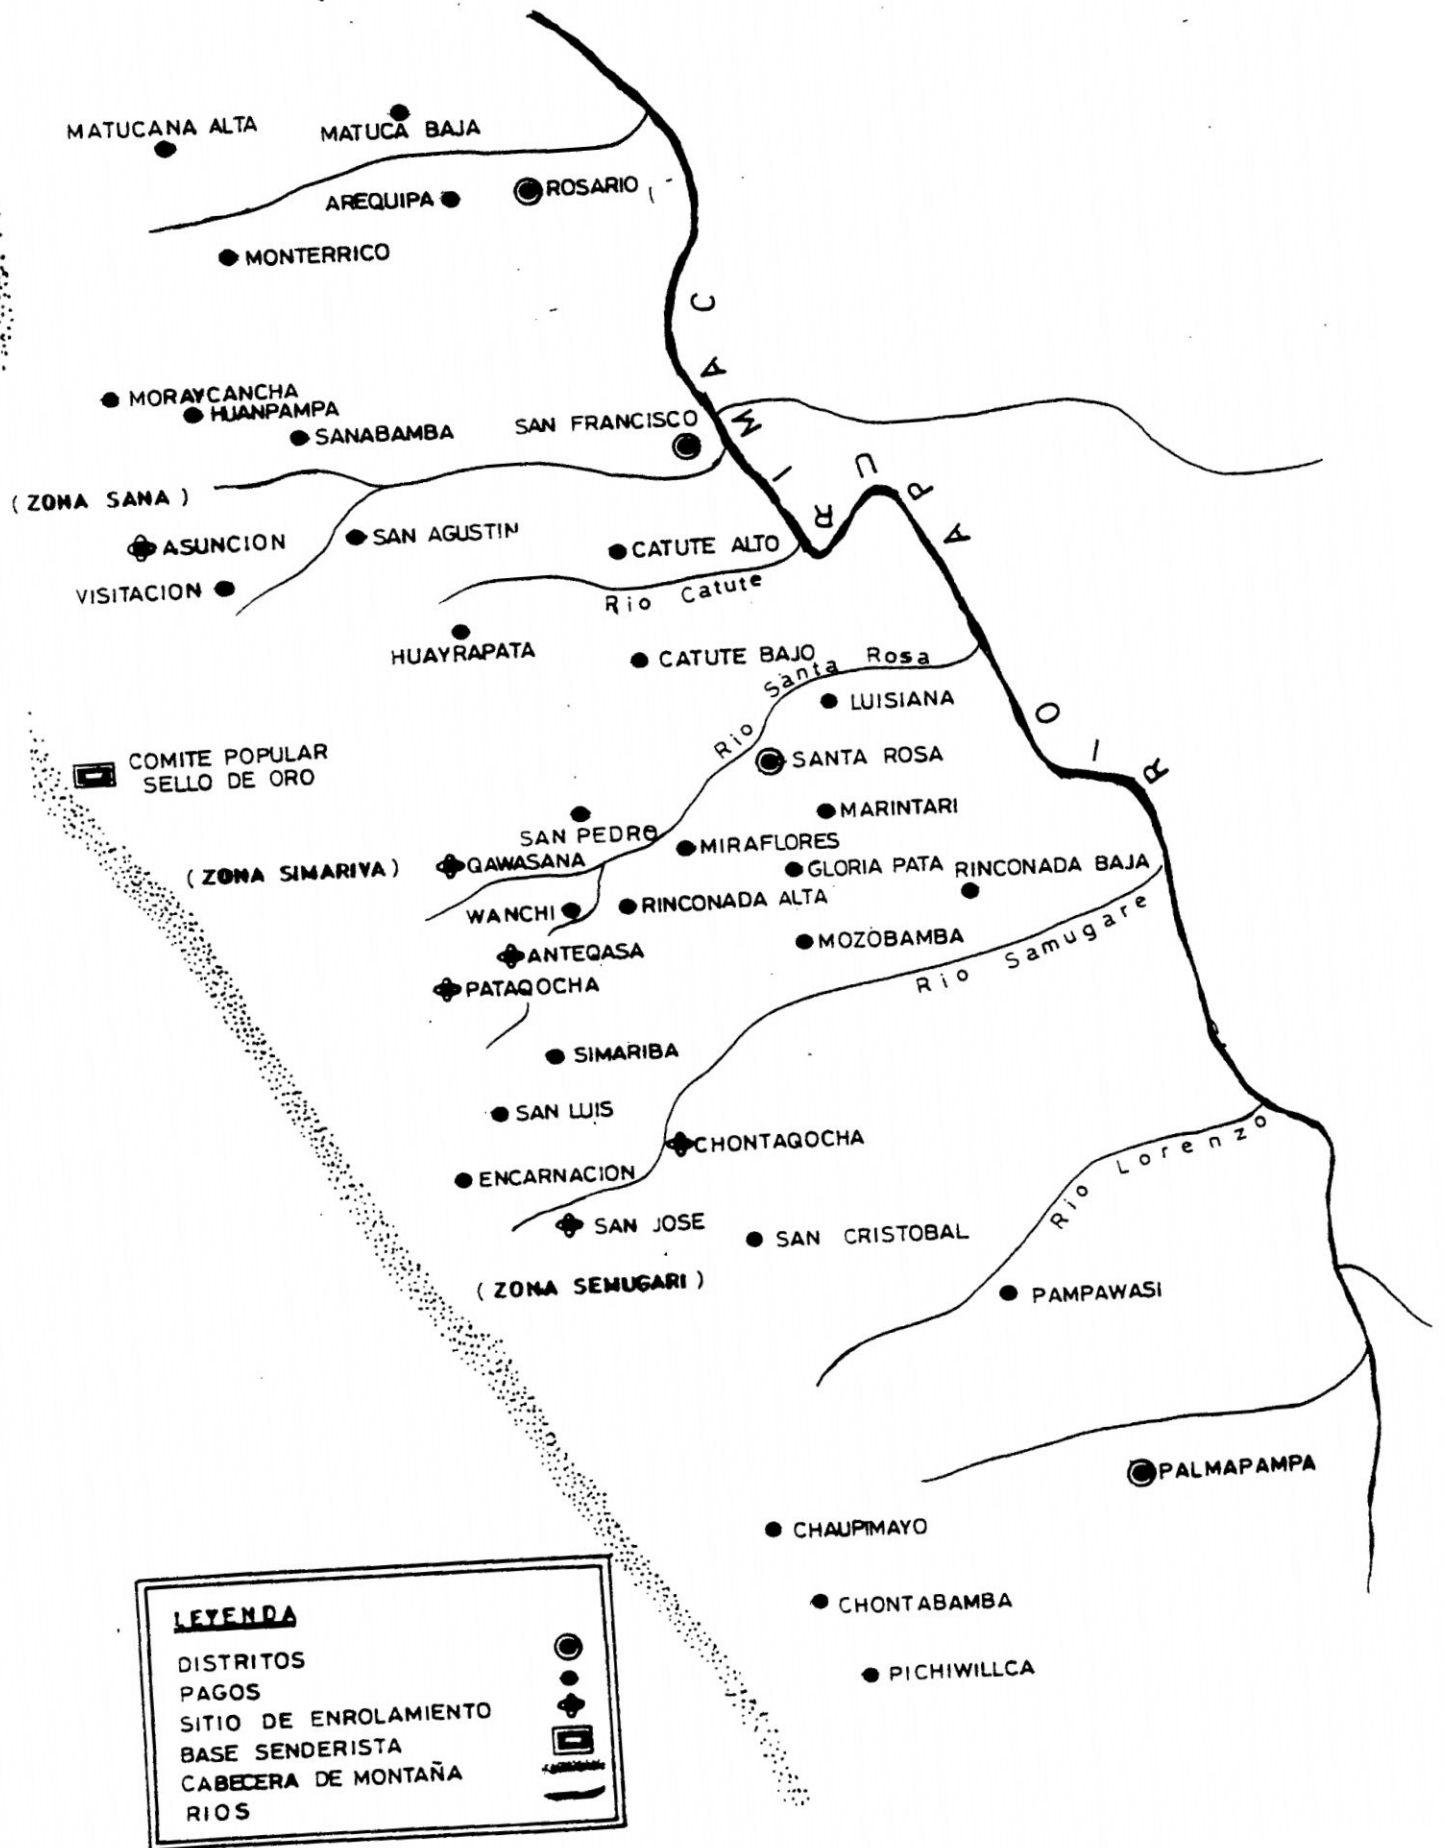 MATUCANA ALTA
MATUCA BAJA
AREQUIPA
ROSARIO
MONTERRICO
MORAYCANCHA
HUANPAMPA
SANABAMBA
SAN FRANCISCO
(ZONA SANA)
ASUNCION
SAN AGUSTIN
CATUTE ALTO
VISITACION
Rio Catute
HUAYRAPATA
CATUTE BAJO
Rio Santa Rosa
LUISIANA
RIO APURIMAC
COMITE POPULAR
SELLO DE ORO
SANTA ROSA
MARINTARI
SAN PEDRO
MIRAFLORES
(ZONA SIMARIVA)
QAWASANA
GLORIA PATA
RINCONADA BAJA
WANCHI
RINCONADA ALTA
MOZOBAMBA
ANTEQASA
PATAQOCHA
Rio Samugare
SIMARIBA
SAN LUIS
CHONTAQOCHA
Rio Lorenzo
ENCARNACION
SAN JOSE
SAN CRISTOBAL
(ZONA SEMUGARI)
PAMPAWASI
PALMAPAMPA
CHAUPIMAYO
CHONTABAMBA
PICHIWILLCA
LEYENDA
DISTRITOS
PAGOS
SITIO DE ENROLAMIENTO
BASE SENDERISTA
CABECERA DE MONTAÑA
RIOS